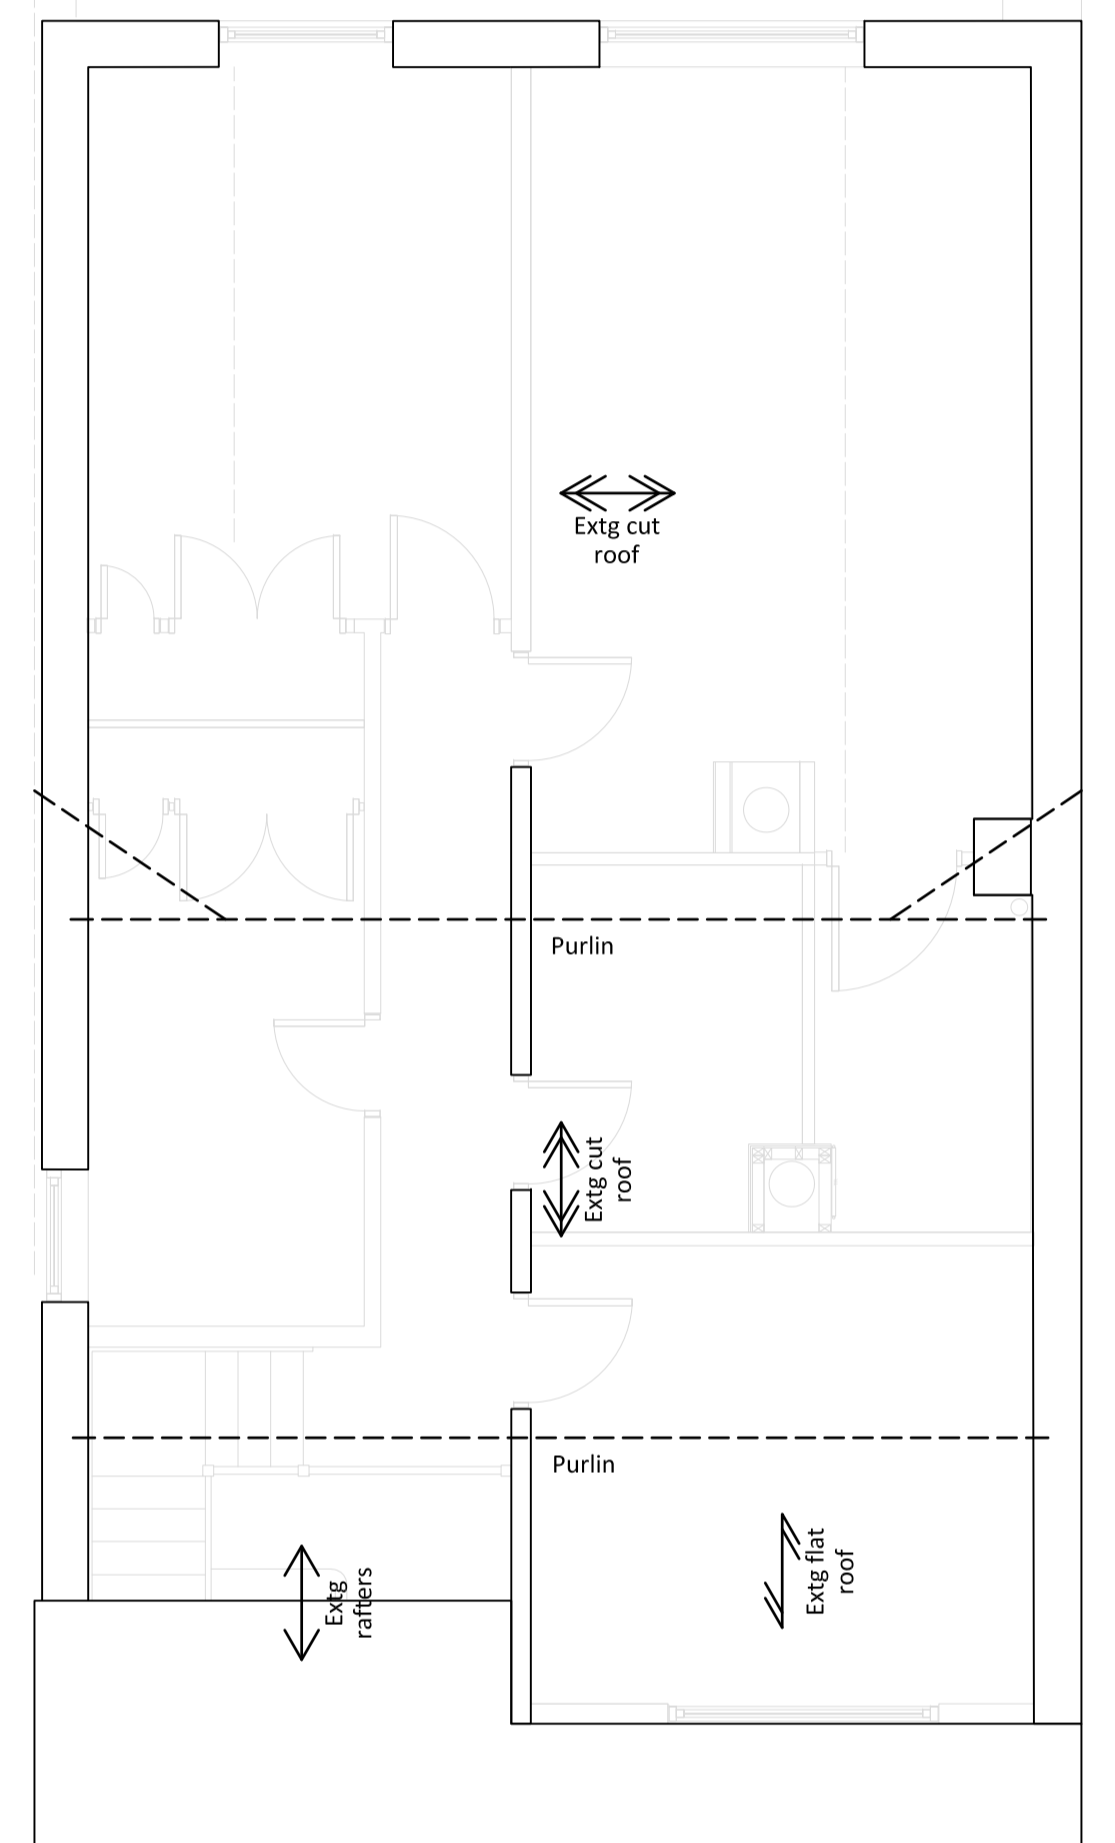 Extg cut
roof
Purlin
Extg cut
roof
Purlin
Extg flat
roof
Extg
rafters